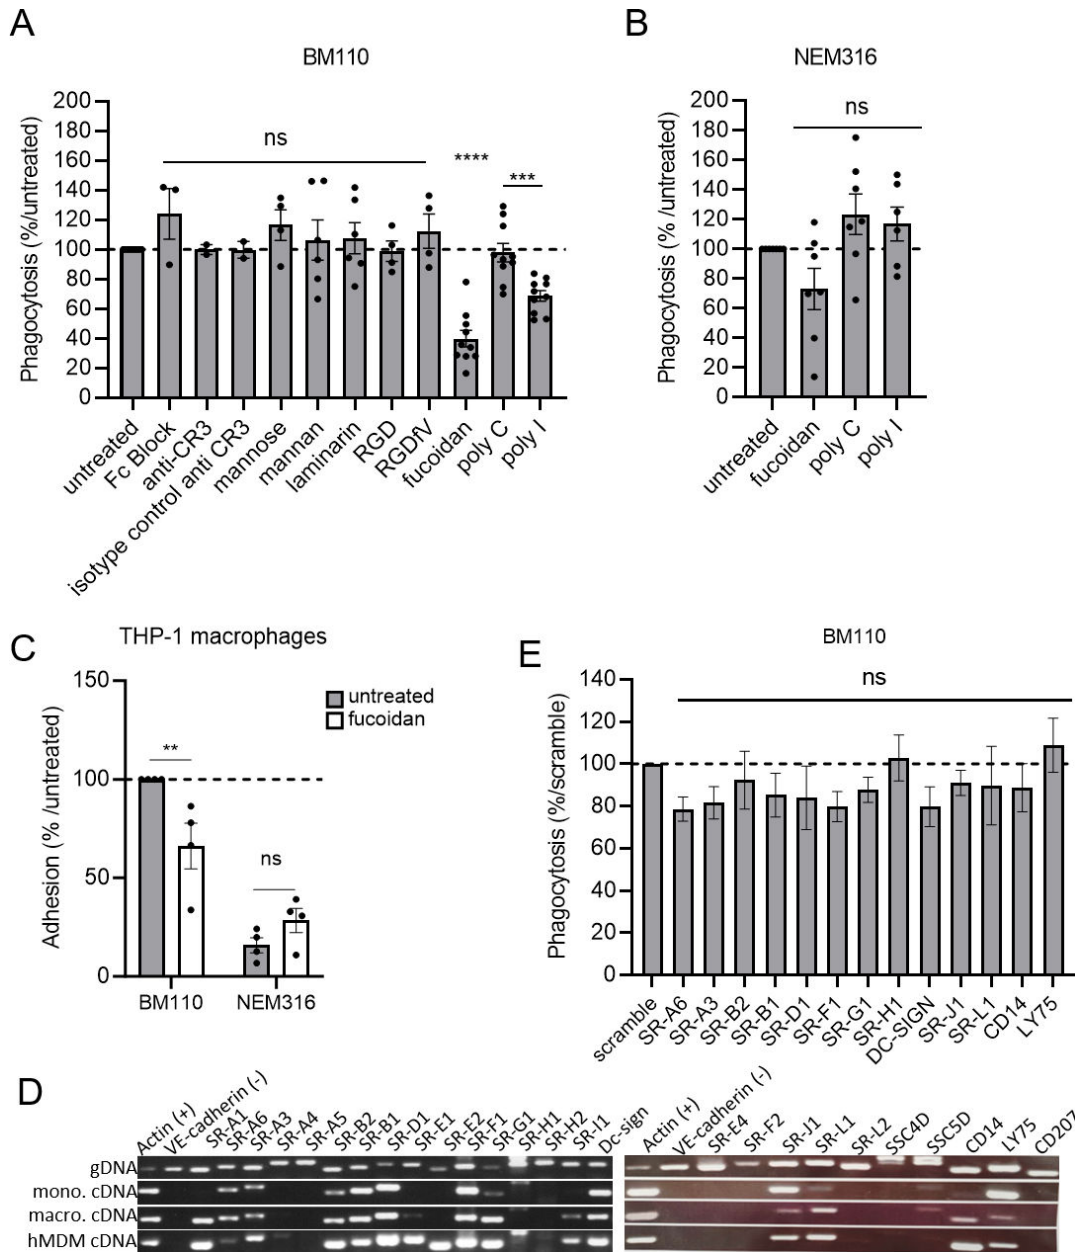 A
BM110
Phagocytosis (%/untreated)
200
180
160
140
120
100
80
60
40
20
0
ns
****
***
untreated
Fc Block
anti-CR3
isotype control anti CR3
mannose
mannan
laminarin
RGD
RGDfV
fucoidan
poly C
poly I
B
NEM316
Phagocytosis (% /untreated)
200
180
160
140
120
100
80
60
40
20
0
ns
untreated
fucoidan
poly C
poly I
C
THP-1 macrophages
Adhesion (% /untreated)
150
100
50
0
**
ns
untreated
fucoidan
BM110
NEM316
E
BM110
Phagocytosis (%/scramble)
140
120
100
80
60
40
20
0
ns
scramble
SR-A6
SR-A3
SR-B2
SR-B1
SR-D1
SR-F1
SR-G1
SR-H1
DC-SIGN
SR-J1
SR-L1
CD14
LY75
D
Actin (+)
VE-cadherin (-)
SR-A1
SR-A6
SR-A3
SR-A4
SR-A5
SR-B2
SR-B1
SR-D1
SR-E1
SR-E2
SR-F1
SR-G1
SR-H1
SR-H2
SR-I1
Dc-sign
Actin (+)
VE-cadherin (-)
SR-E4
SR-F2
SR-J1
SR-L1
SR-L2
SSC4D
SSC5D
CD14
LY75
CD207
gDNA
mono. cDNA
macro. cDNA
hMDM cDNA